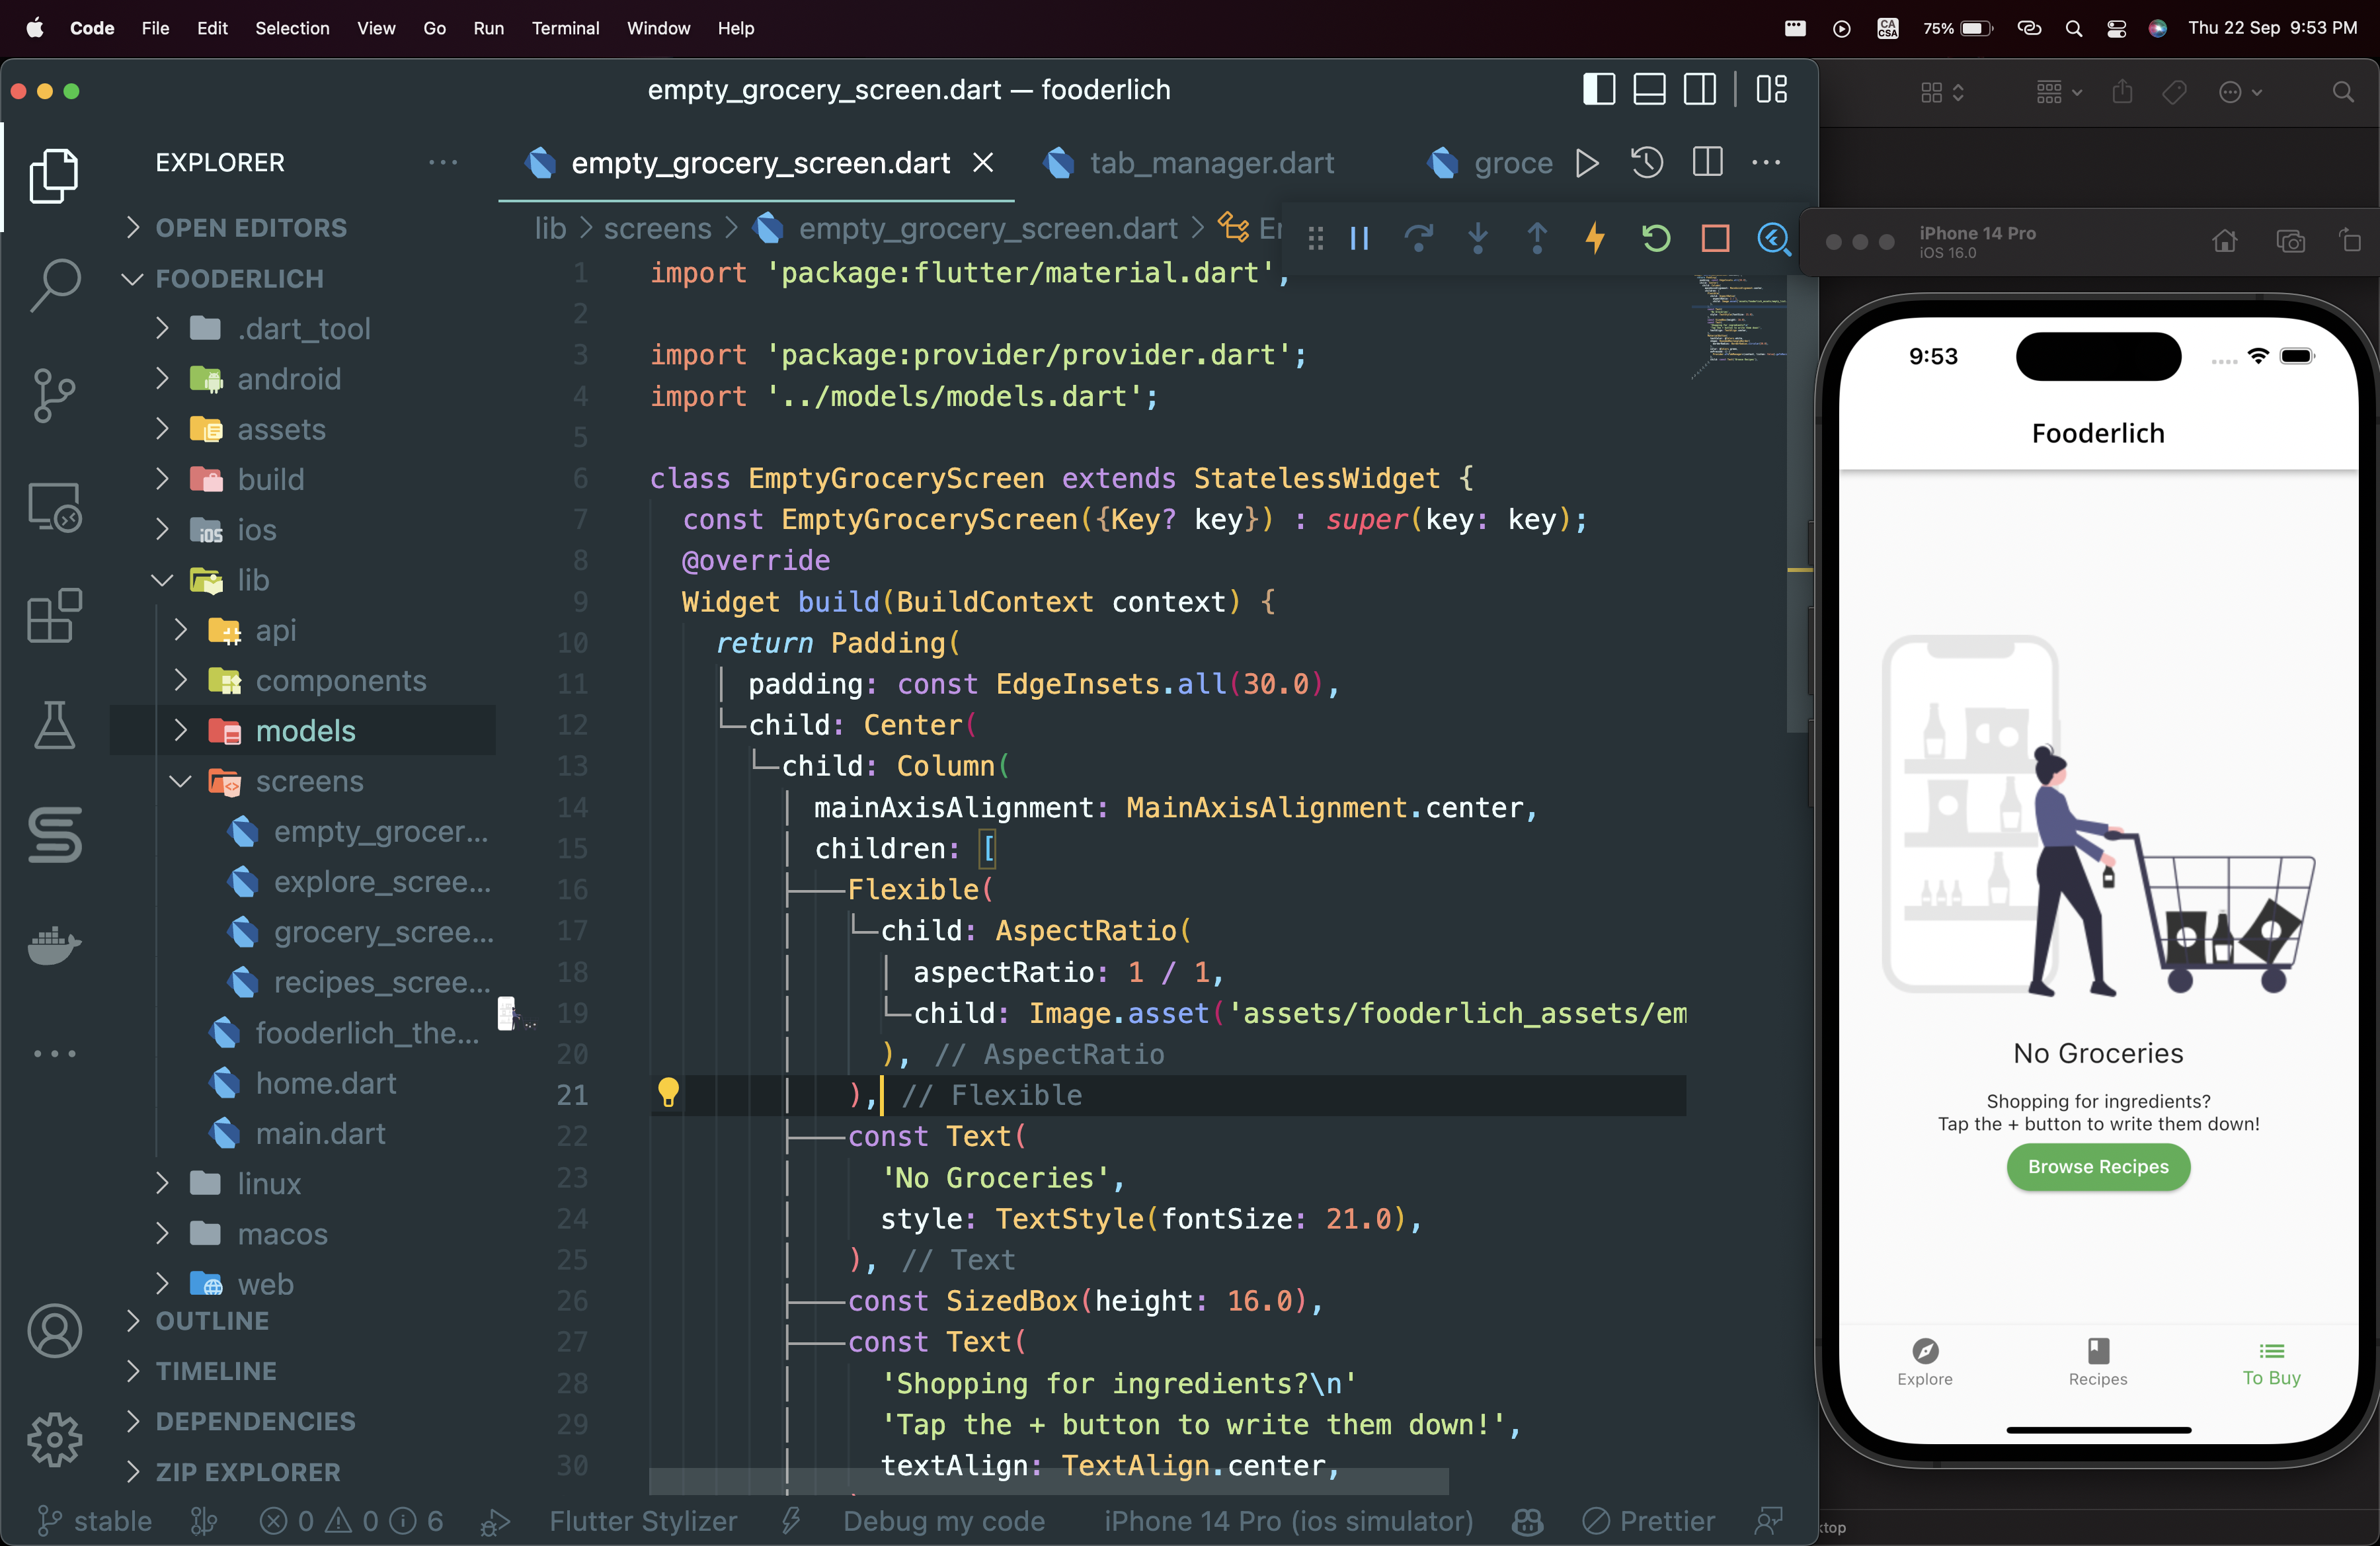 Code File Edit Selection View Go Run Terminal Window Help
CA CSA 75% Thu 22 Sep 9:53 PM
empty_grocery_screen.dart — fooderlich
EXPLORER ···
OPEN EDITORS
FOODERLICH
.dart_tool
android
assets
build
ios
lib
api
components
models
screens
empty_grocer...
explore_scree...
grocery_scree...
recipes_scree...
fooderlich_the...
home.dart
main.dart
linux
macos
web
OUTLINE
TIMELINE
DEPENDENCIES
ZIP EXPLORER
empty_grocery_screen.dart tab_manager.dart groce
lib > screens > empty_grocery_screen.dart >
1 import 'package:flutter/material.dart';
2
3 import 'package:provider/provider.dart';
4 import '../models/models.dart';
5
6 class EmptyGroceryScreen extends StatelessWidget {
7 const EmptyGroceryScreen({Key? key}) : super(key: key);
8 @override
9 Widget build(BuildContext context) {
10 return Padding(
11 padding: const EdgeInsets.all(30.0),
12 child: Center(
13 child: Column(
14 mainAxisAlignment: MainAxisAlignment.center,
15 children: [
16 Flexible(
17 child: AspectRatio(
18 aspectRatio: 1 / 1,
19 child: Image.asset('assets/fooderlich_assets/em
20 ), // AspectRatio
21 ), // Flexible
22 const Text(
23 'No Groceries',
24 style: TextStyle(fontSize: 21.0),
25 ), // Text
26 const SizedBox(height: 16.0),
27 const Text(
28 'Shopping for ingredients?\n'
29 'Tap the + button to write them down!',
30 textAlign: TextAlign.center,
stable 0 0 6 Flutter Stylizer Debug my code iPhone 14 Pro (ios simulator) Prettier
iPhone 14 Pro
iOS 16.0
9:53
Fooderlich
No Groceries
Shopping for ingredients?
Tap the + button to write them down!
Browse Recipes
Explore Recipes To Buy
ktop